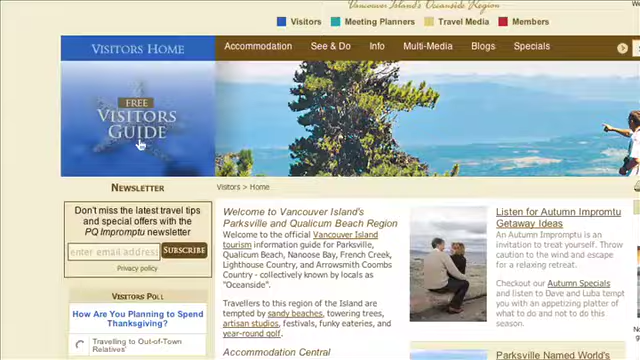 Vancouver Island's Oceanside Region
Visitors
Meeting Planners
Travel Media
Members
VISITORS HOME
Accommodation
See & Do
Info
Multi-Media
Blogs
Specials
FREE
VISITORS
GUIDE
NEWSLETTER
Don't miss the latest travel tips
and special offers with the
PQ Impromptu newsletter
enter email address
SUBSCRIBE
Privacy policy
VISITORS POLL
How Are You Planning to Spend
Thanksgiving?
Travelling to Out-of-Town
Relatives'
Visitors > Home
Welcome to Vancouver Island's
Parksville and Qualicum Beach Region
Welcome to the official Vancouver Island
tourism information guide for Parksville,
Qualicum Beach, Nanoose Bay, French Creek,
Lighthouse Country, and Arrowsmith Coombs
Country - collectively known by locals as
"Oceanside".
Travellers to this region of the Island are
tempted by sandy beaches, towering trees,
artisan studios, festivals, funky eateries, and
year-round golf.
Accommodation Central
Listen for Autumn Impromtu
Getaway Ideas
An Autumn Impromptu is an
invitation to treat yourself. Throw
caution to the wind and escape
for a relaxing retreat.
Checkout our Autumn Specials
and listen to Dave and Luba tempt
you with an appetizing platter of
what to do and not to do this
season.
Parksville Named World's